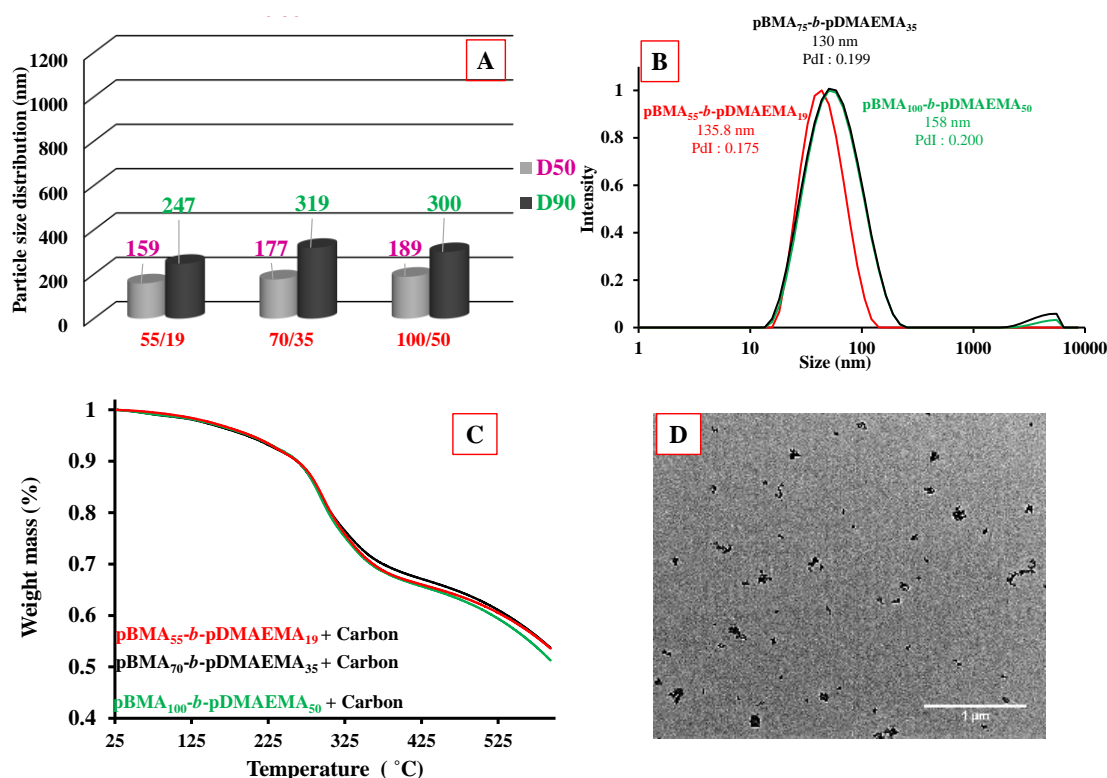 A
Particle size distribution (nm)
1200
1000
800
600
400
200
0
159
247
177
319
189
300
55/19
70/35
100/50
D50
D90
B
pBMA₇₅-b-pDMAEMA₃₅
130 nm
PdI : 0.199
pBMA₅₅-b-pDMAEMA₁₉
135.8 nm
PdI : 0.175
pBMA₁₀₀-b-pDMAEMA₅₀
158 nm
PdI : 0.200
Intensity
1
0.8
0.6
0.4
0.2
0
1
10
100
1000
10000
Size (nm)
C
Weight mass (%)
1
0.9
0.8
0.7
0.6
0.5
0.4
pBMA₅₅-b-pDMAEMA₁₉ + Carbon
pBMA₇₀-b-pDMAEMA₃₅ + Carbon
pBMA₁₀₀-b-pDMAEMA₅₀ + Carbon
25
125
225
325
425
525
Temperature ( ˚C)
D
1 µm